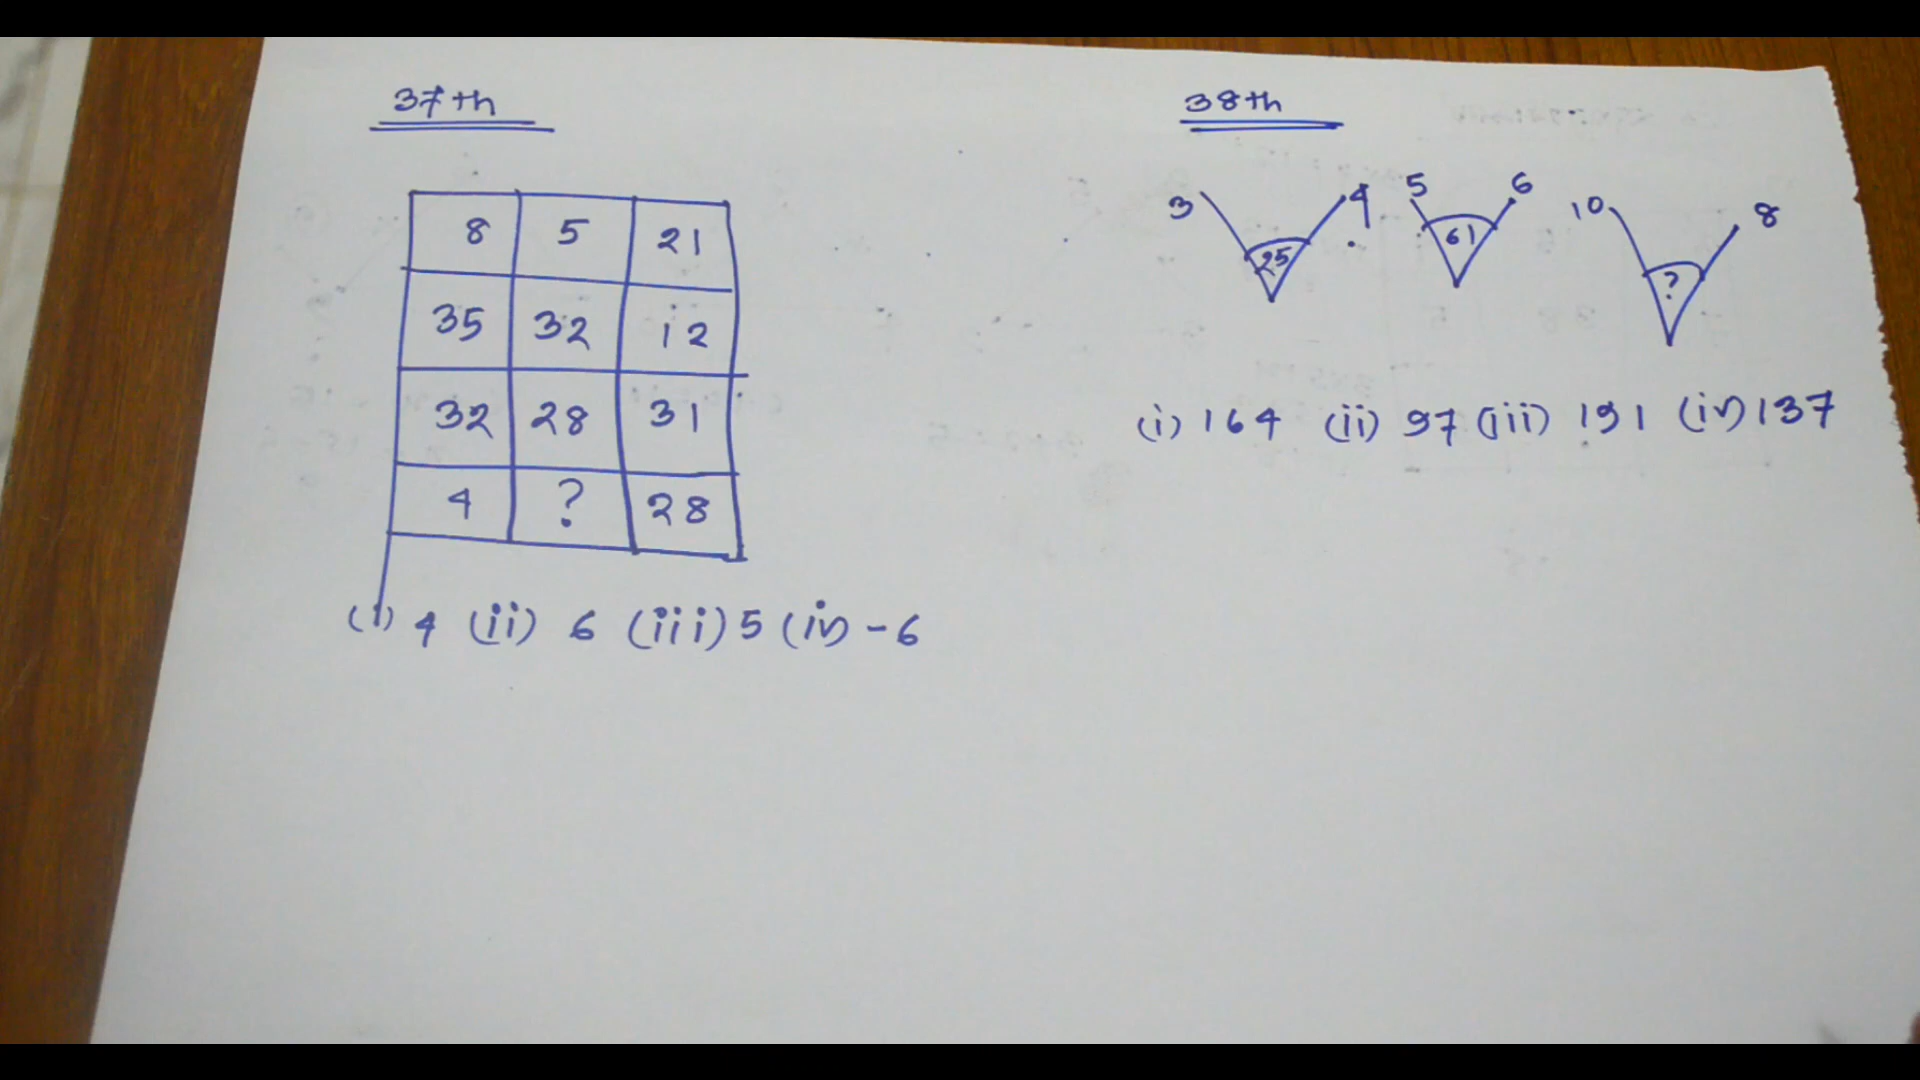 37th
8 5 21
35 32 12
32 28 31
4 ? 28
(i) 4 (ii) 6 (iii) 5 (iv) -6
38th
3 4 5 6 10 8
25 61 ?
(i) 164 (ii) 97 (iii) 191 (iv) 137